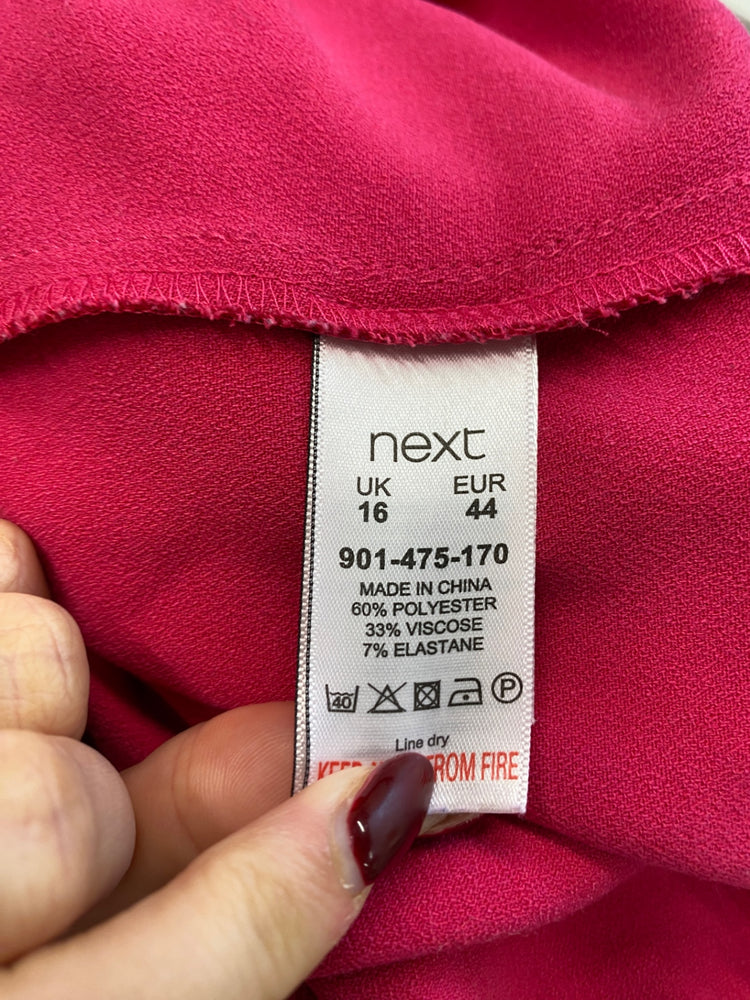 next
UK EUR
16 44
901-475-170
MADE IN CHINA
60% POLYESTER
33% VISCOSE
7% ELASTANE
40 P
Line dry
KEEP FROM FIRE